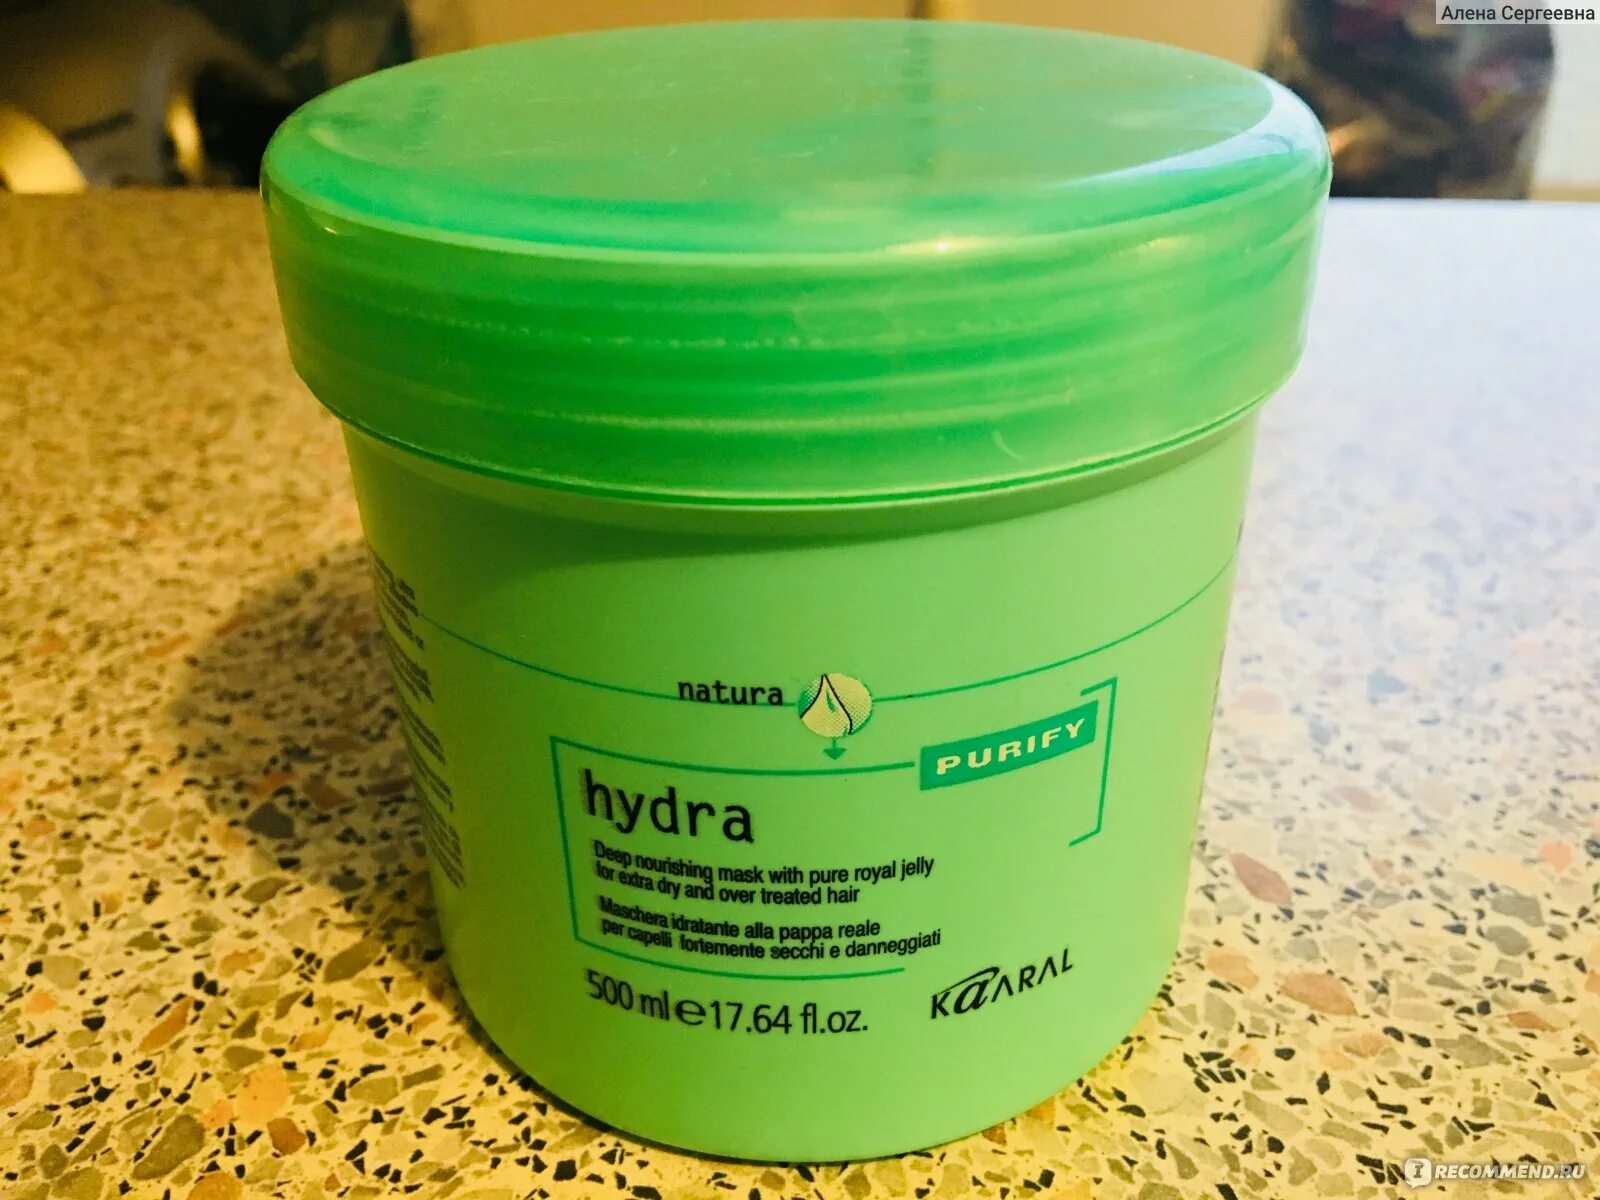 Алена Сергеевна
natura
PURIFY
hydra
Deep nourishing mask with pure royal jelly
for extra dry and over treated hair
Maschera idratante alla pappa reale
per capelli fortemente secchi e danneggiati
500 ml e 17.64 fl.oz.
KAARAL
RECOMMEND.RU